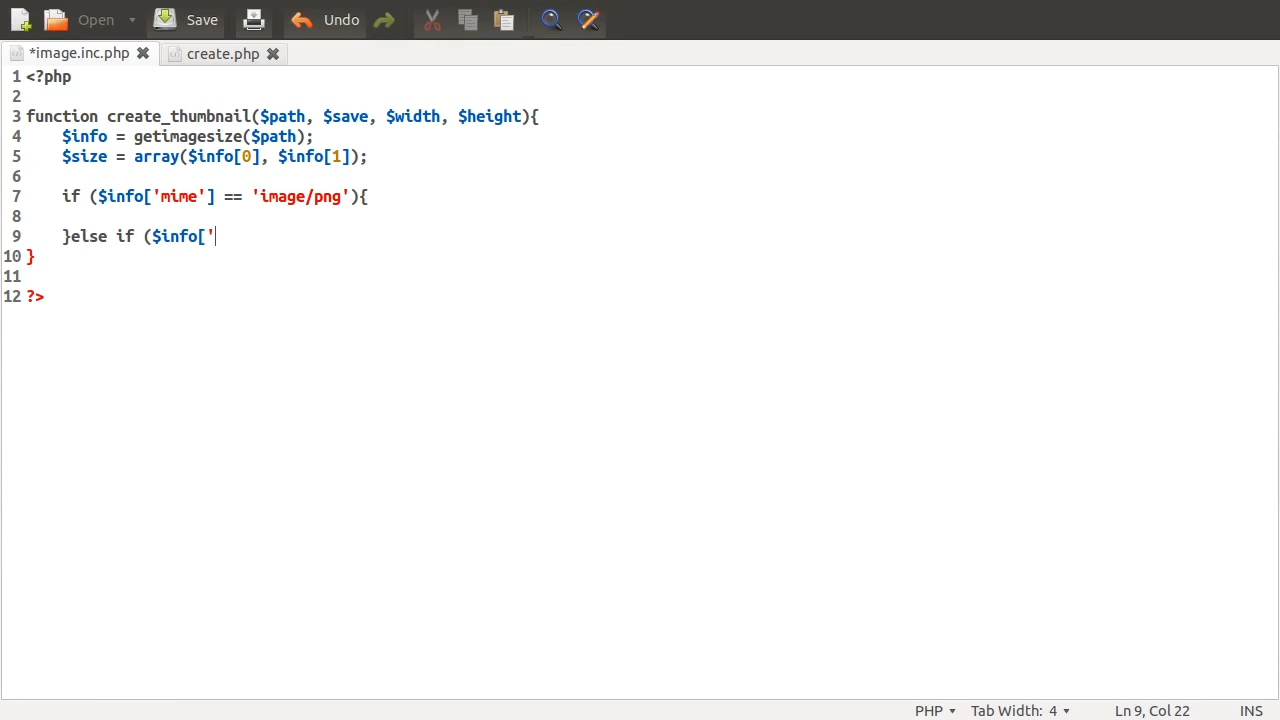 Open Save Undo
*image.inc.php create.php
1 <?php
2
3 function create_thumbnail($path, $save, $width, $height){
4     $info = getimagesize($path);
5     $size = array($info[0], $info[1]);
6
7     if ($info['mime'] == 'image/png'){
8
9     }else if ($info['
10 }
11
12 ?>
PHP Tab Width: 4 Ln 9, Col 22 INS